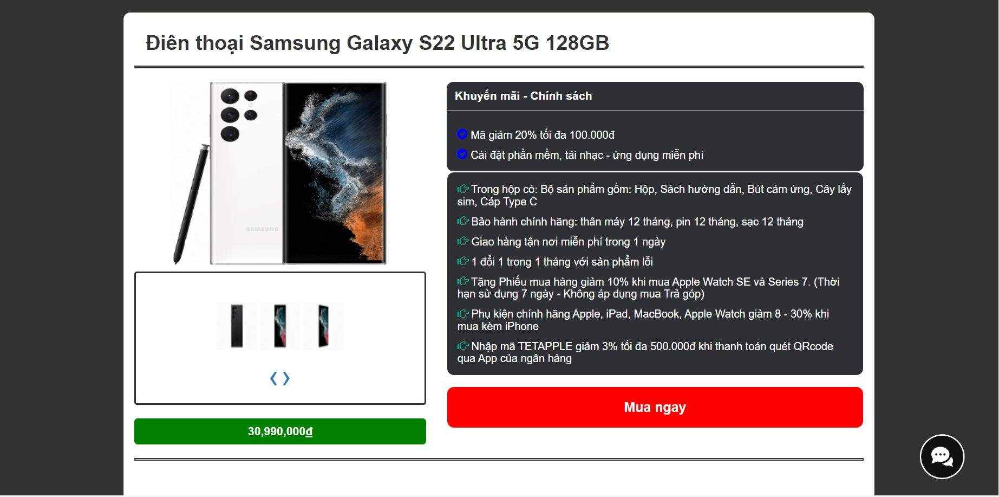 Điên thoại Samsung Galaxy S22 Ultra 5G 128GB
SAMSUNG
30,990,000đ
Khuyến mãi - Chính sách
Mã giảm 20% tối đa 100.000đ
Cài đặt phần mềm, tải nhạc - ứng dụng miễn phí
Trong hộp có: Bộ sản phẩm gồm: Hộp, Sách hướng dẫn, Bút cảm ứng, Cây lấy
sim, Cáp Type C
Bảo hành chính hãng: thân máy 12 tháng, pin 12 tháng, sạc 12 tháng
Giao hàng tận nơi miễn phí trong 1 ngày
1 đổi 1 trong 1 tháng với sản phẩm lỗi
Tặng Phiếu mua hàng giảm 10% khi mua Apple Watch SE và Series 7. (Thời
hạn sử dụng 7 ngày - Không áp dụng mua Trả góp)
Phụ kiện chính hãng Apple, iPad, MacBook, Apple Watch giảm 8 - 30% khi
mua kèm iPhone
Nhập mã TETAPPLE giảm 3% tối đa 500.000đ khi thanh toán quét QRcode
qua App của ngân hàng
Mua ngay